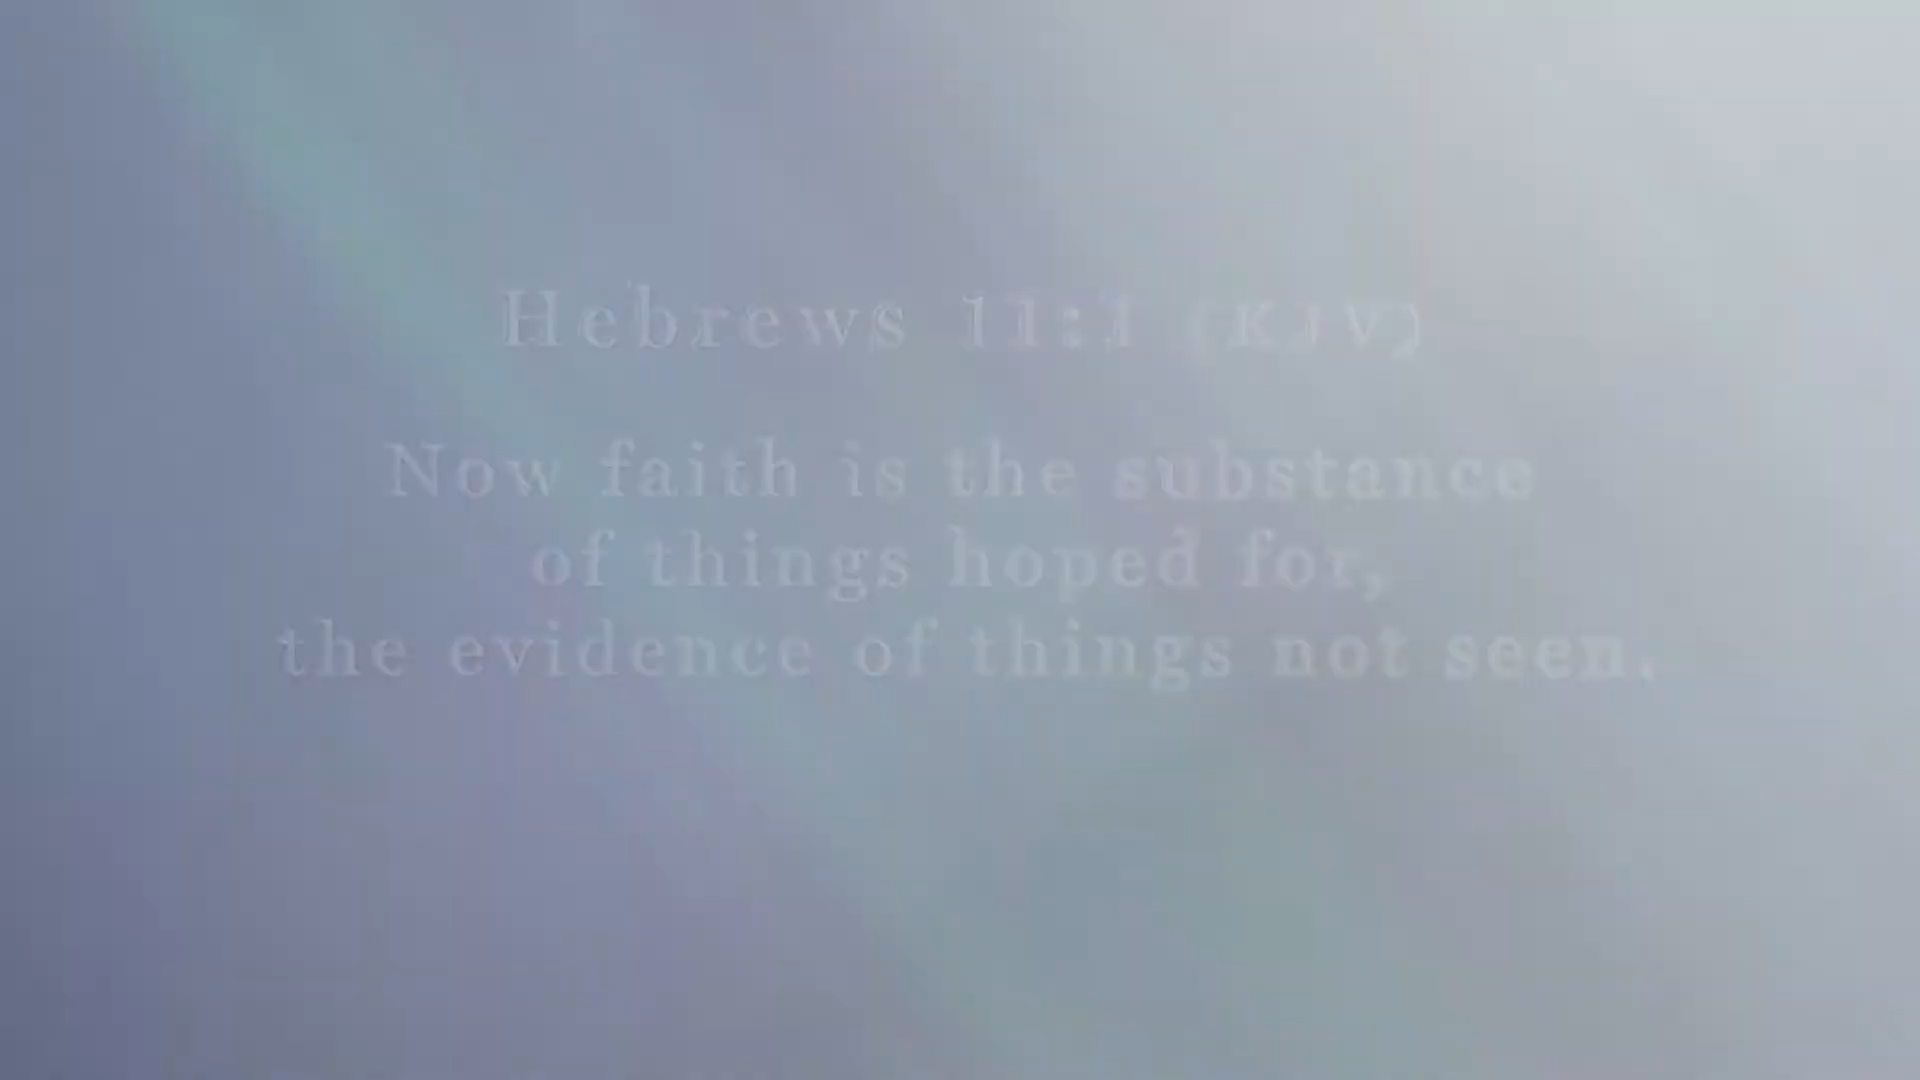 Hebrews 11:1 (KJV)
Now faith is the substance
of things hoped for,
the evidence of things not seen.